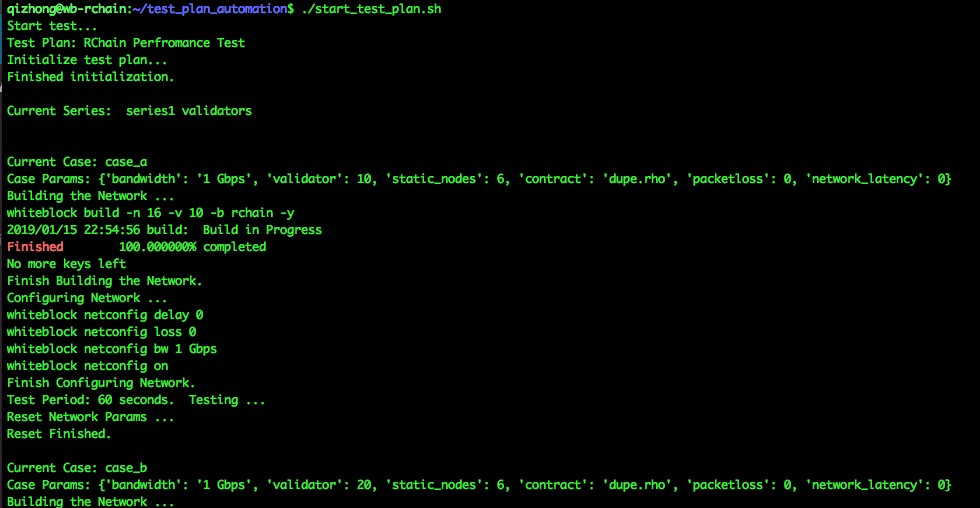 qizhong@wb-rchain:~/test_plan_automation$ ./start_test_plan.sh
Start test...
Test Plan: RChain Perfromance Test
Initialize test plan...
Finished initialization.
Current Series:  series1 validators
Current Case: case_a
Case Params: {'bandwidth': '1 Gbps', 'validator': 10, 'static_nodes': 6, 'contract': 'dupe.rho', 'packetloss': 0, 'network_latency': 0}
Building the Network ...
whiteblock build -n 16 -v 10 -b rchain -y
2019/01/15 22:54:56 build:  Build in Progress
Finished        100.000000% completed
No more keys left
Finish Building the Network.
Configuring Network ...
whiteblock netconfig delay 0
whiteblock netconfig loss 0
whiteblock netconfig bw 1 Gbps
whiteblock netconfig on
Finish Configuring Network.
Test Period: 60 seconds.  Testing ...
Reset Network Params ...
Reset Finished.
Current Case: case_b
Case Params: {'bandwidth': '1 Gbps', 'validator': 20, 'static_nodes': 6, 'contract': 'dupe.rho', 'packetloss': 0, 'network_latency': 0}
Building the Network ...